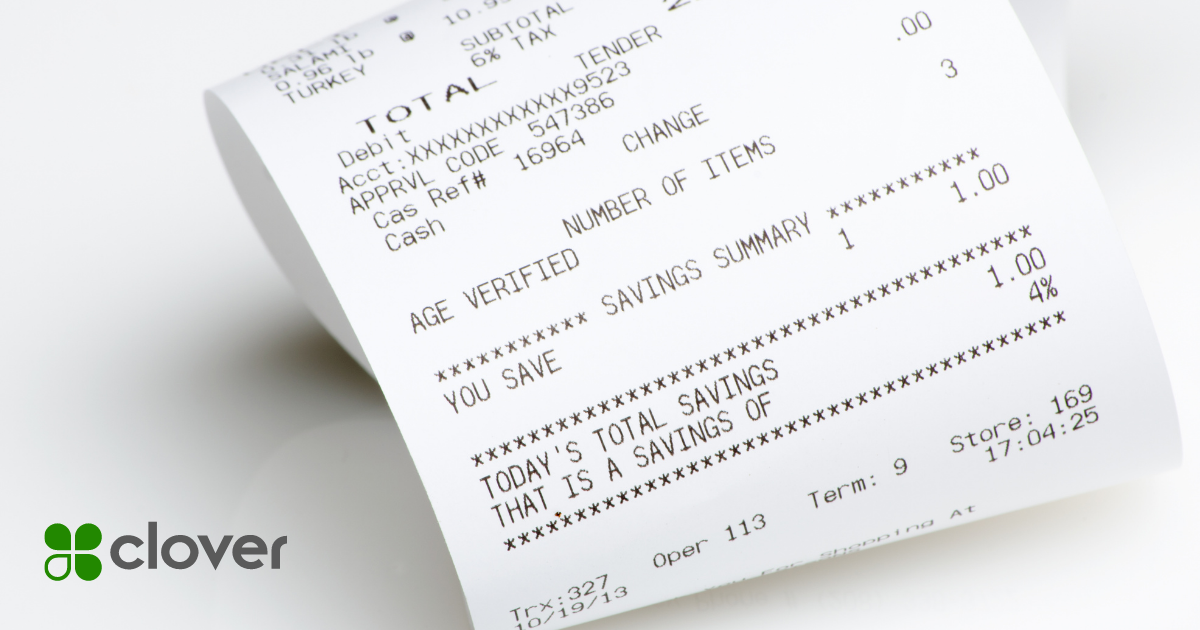 10.9
SALAMI
0.96 lb
TURKEY
SUBTOTAL
6% TAX
TOTAL
TENDER
Debit
Acct:XXXXXXXXXXXX9523
APPRVL CODE 547386
Cas Ref# 16964
Cash
CHANGE .00
NUMBER OF ITEMS 3
AGE VERIFIED
*********** SAVINGS SUMMARY ***********
YOU SAVE 1 1.00
****************************************
TODAY'S TOTAL SAVINGS 1.00
THAT IS A SAVINGS OF 4%
****************************************
Trx:327 Oper 113 Term: 9 Store: 169
10/19/13 17:04:25
For Shopping At
clover